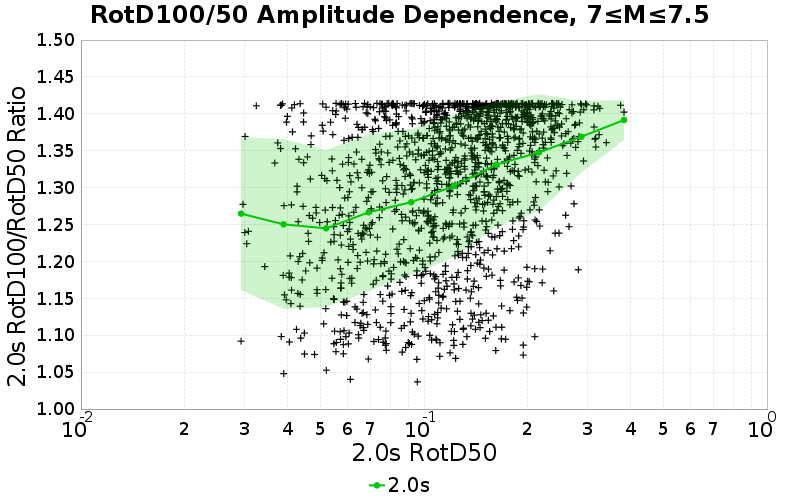 RotD100/50 Amplitude Dependence, 7≤M≤7.5
2.0s RotD100/RotD50 Ratio
1.50
1.45
1.40
1.35
1.30
1.25
1.20
1.15
1.10
1.05
1.00
10^-2 2 3 4 5 6 7 10^-1 2 3 4 5 6 7 10^0
2.0s RotD50
2.0s